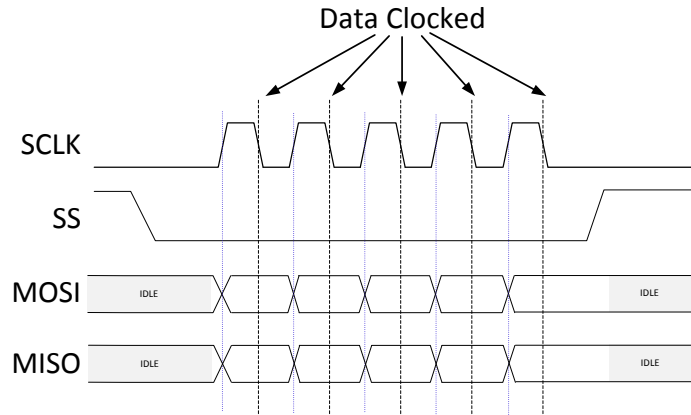 Data Clocked
SCLK
SS
MOSI
IDLE
IDLE
MISO
IDLE
IDLE